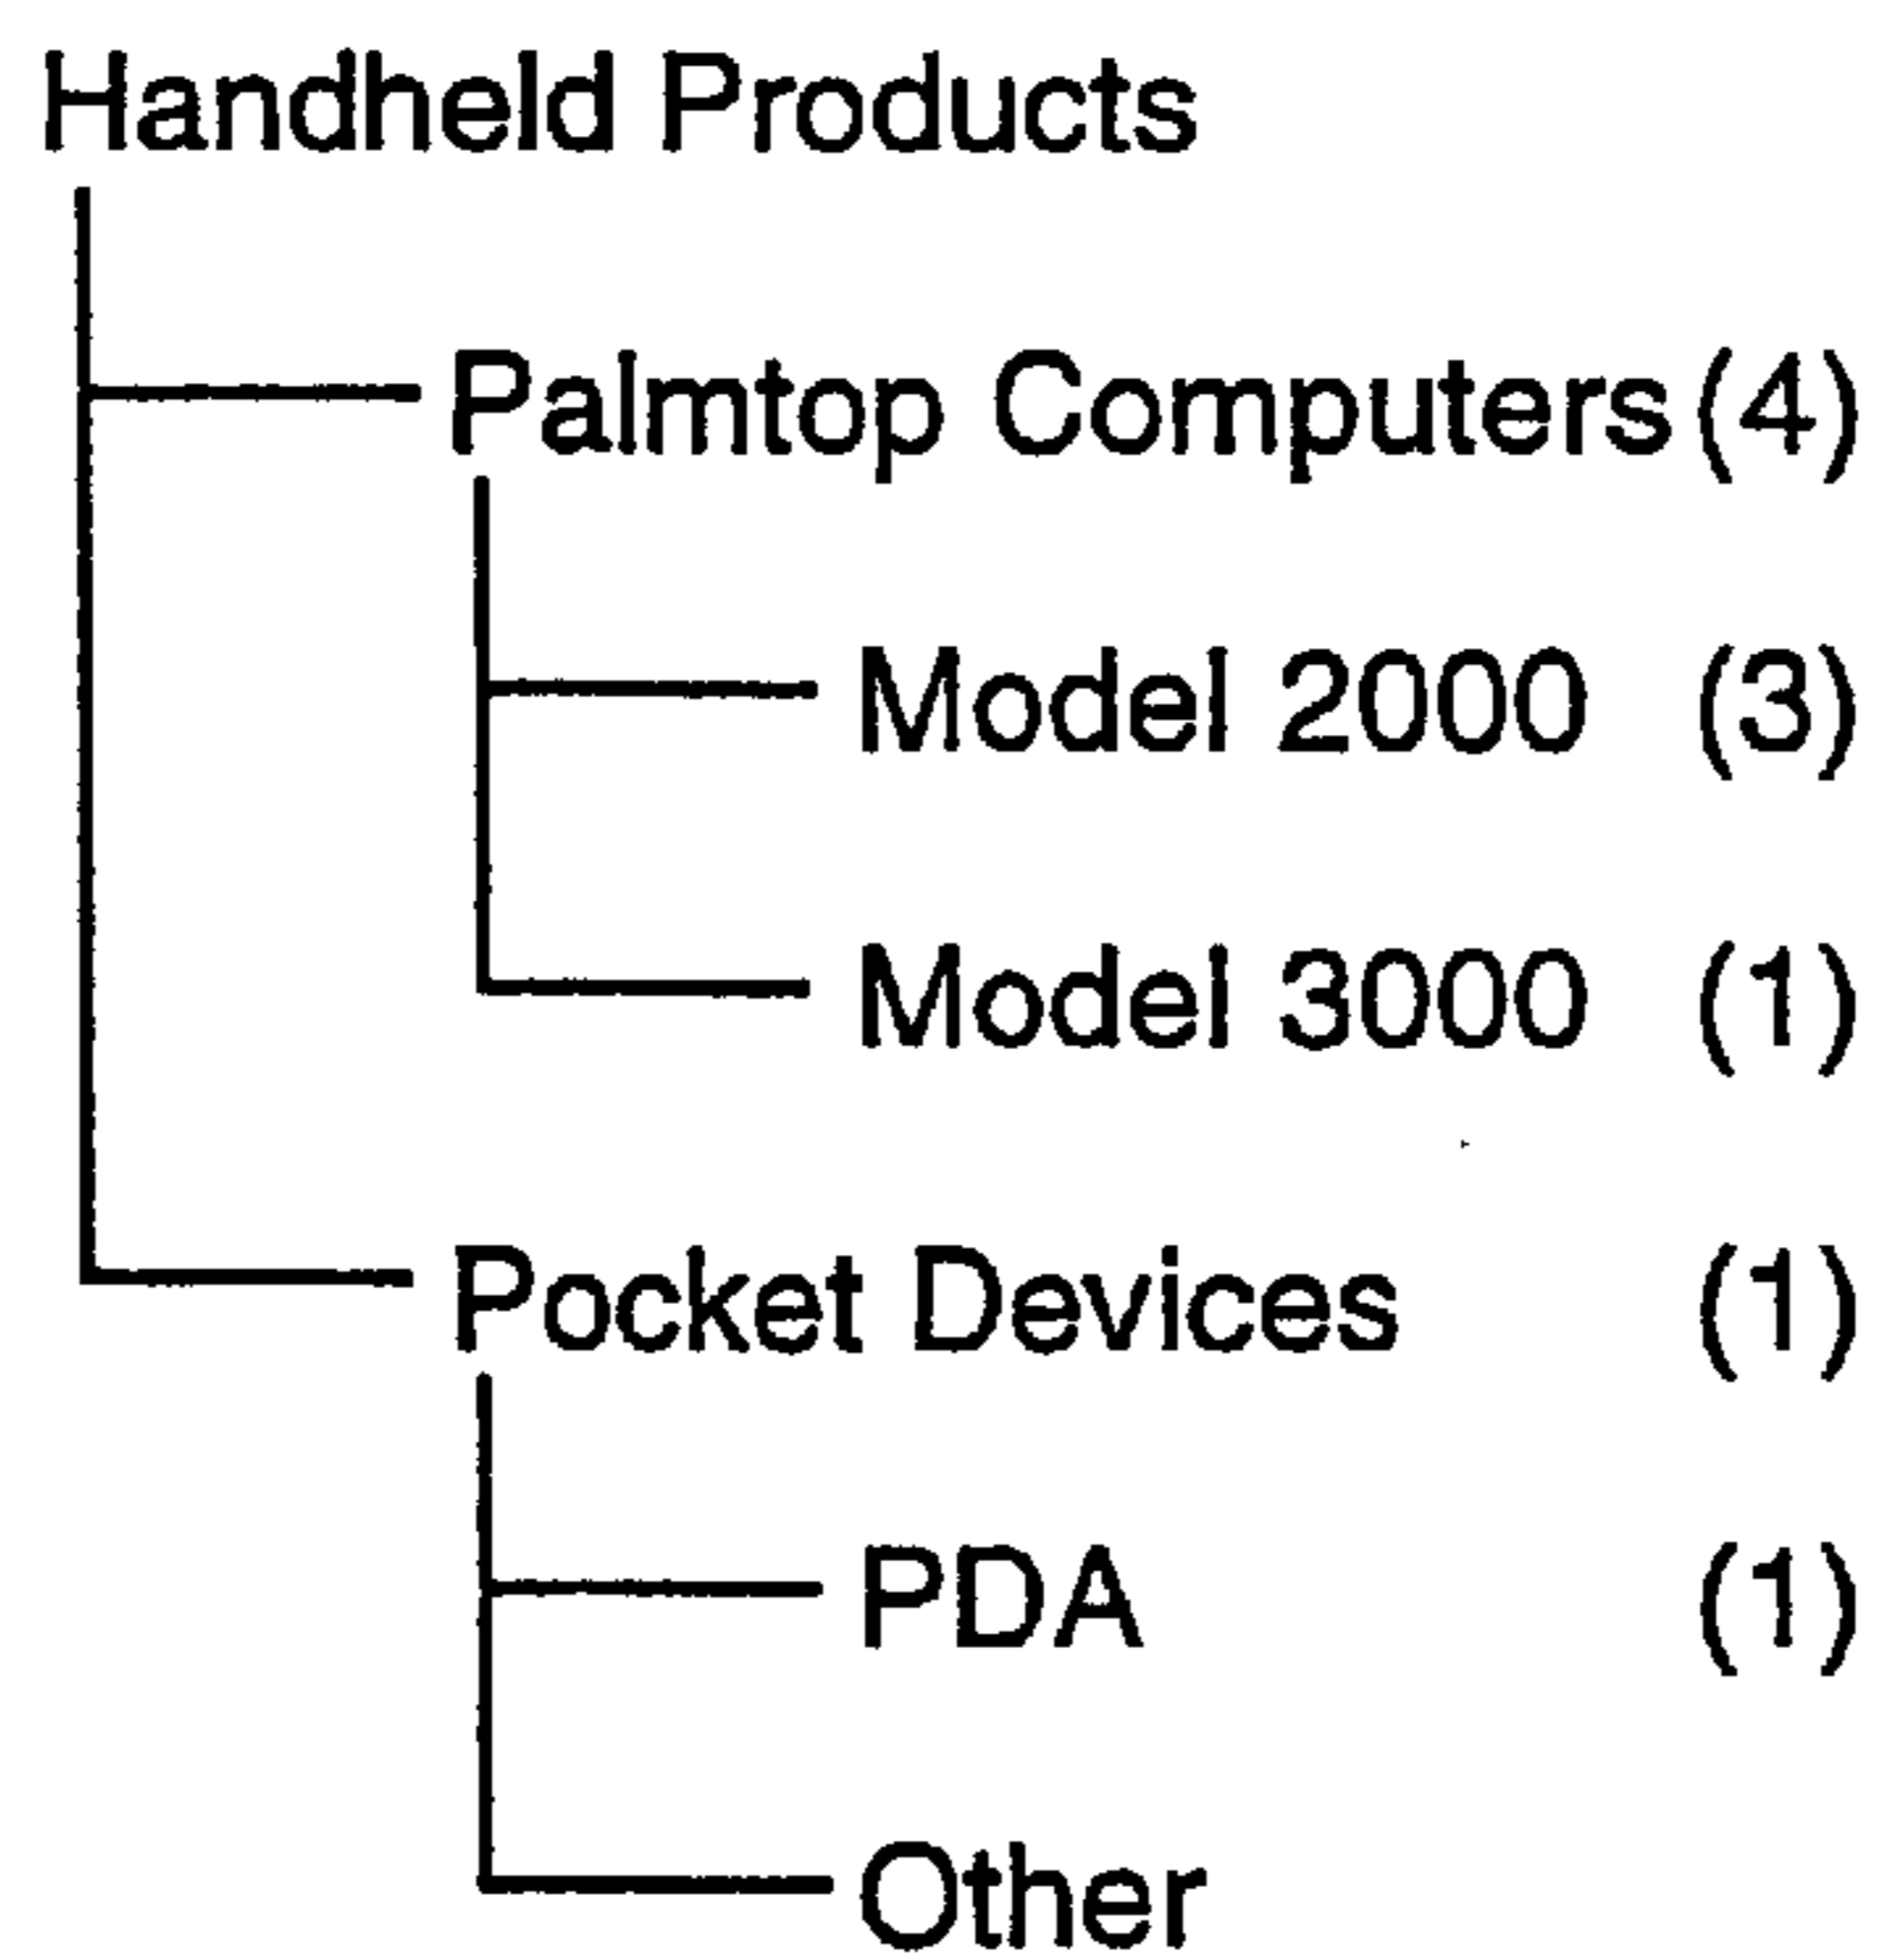 Handheld Products
Palmtop Computers (4)
Model 2000 (3)
Model 3000 (1)
Pocket Devices (1)
PDA (1)
Other